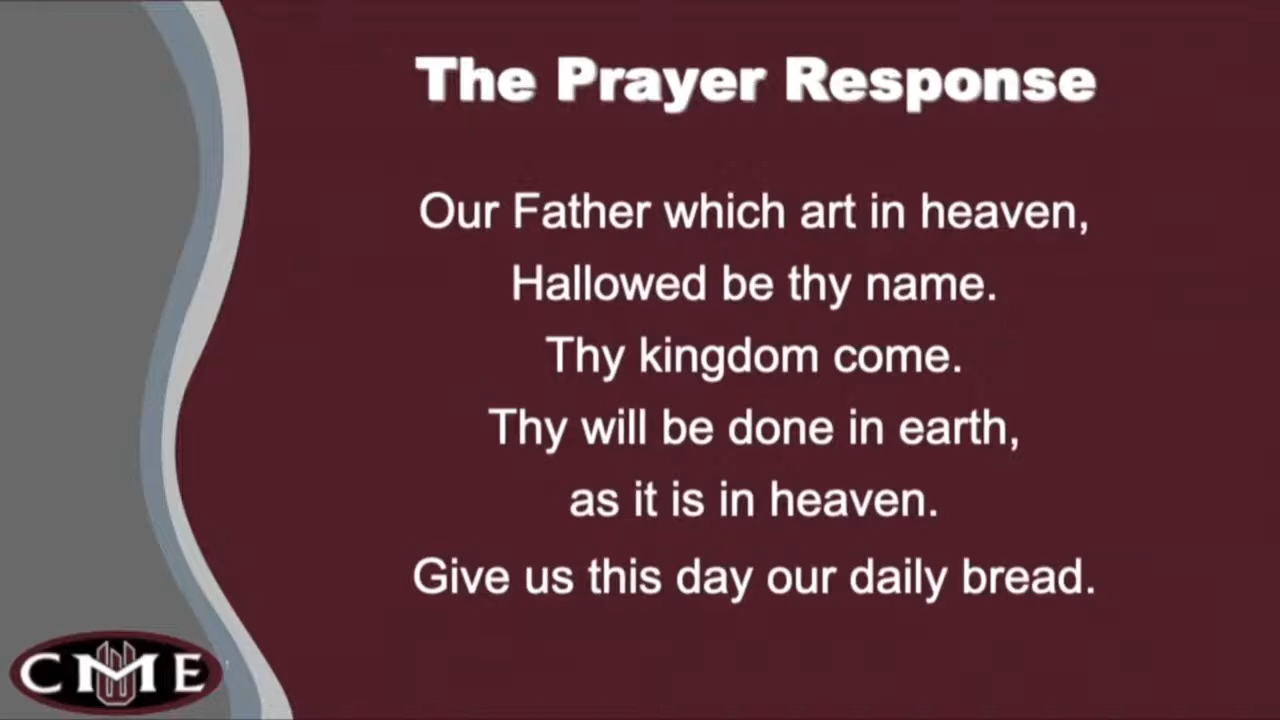 The Prayer Response
Our Father which art in heaven,
Hallowed be thy name.
Thy kingdom come.
Thy will be done in earth,
as it is in heaven.
Give us this day our daily bread.
CME